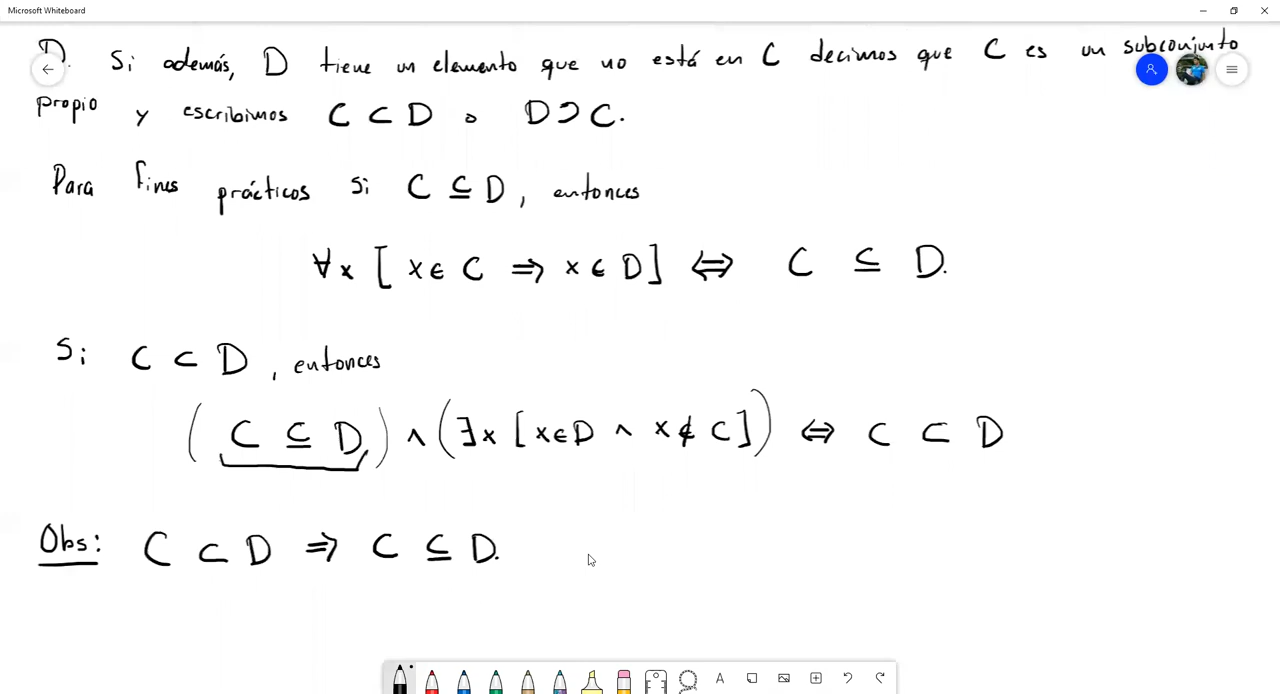 Microsoft Whiteboard
D. Si además, D tiene un elemento que no está en C decimos que C es un subconjunto
propio y escribimos C ⊂ D o D ⊃ C.
Para fines prácticos si C ⊆ D, entonces
∀x [x ∈ C ⇒ x ∈ D] ⇔ C ⊆ D.
Si C ⊂ D, entonces
(C ⊆ D) ∧ (∃x [x ∈ D ∧ x ∉ C]) ⇔ C ⊂ D
Obs: C ⊂ D ⇒ C ⊆ D.